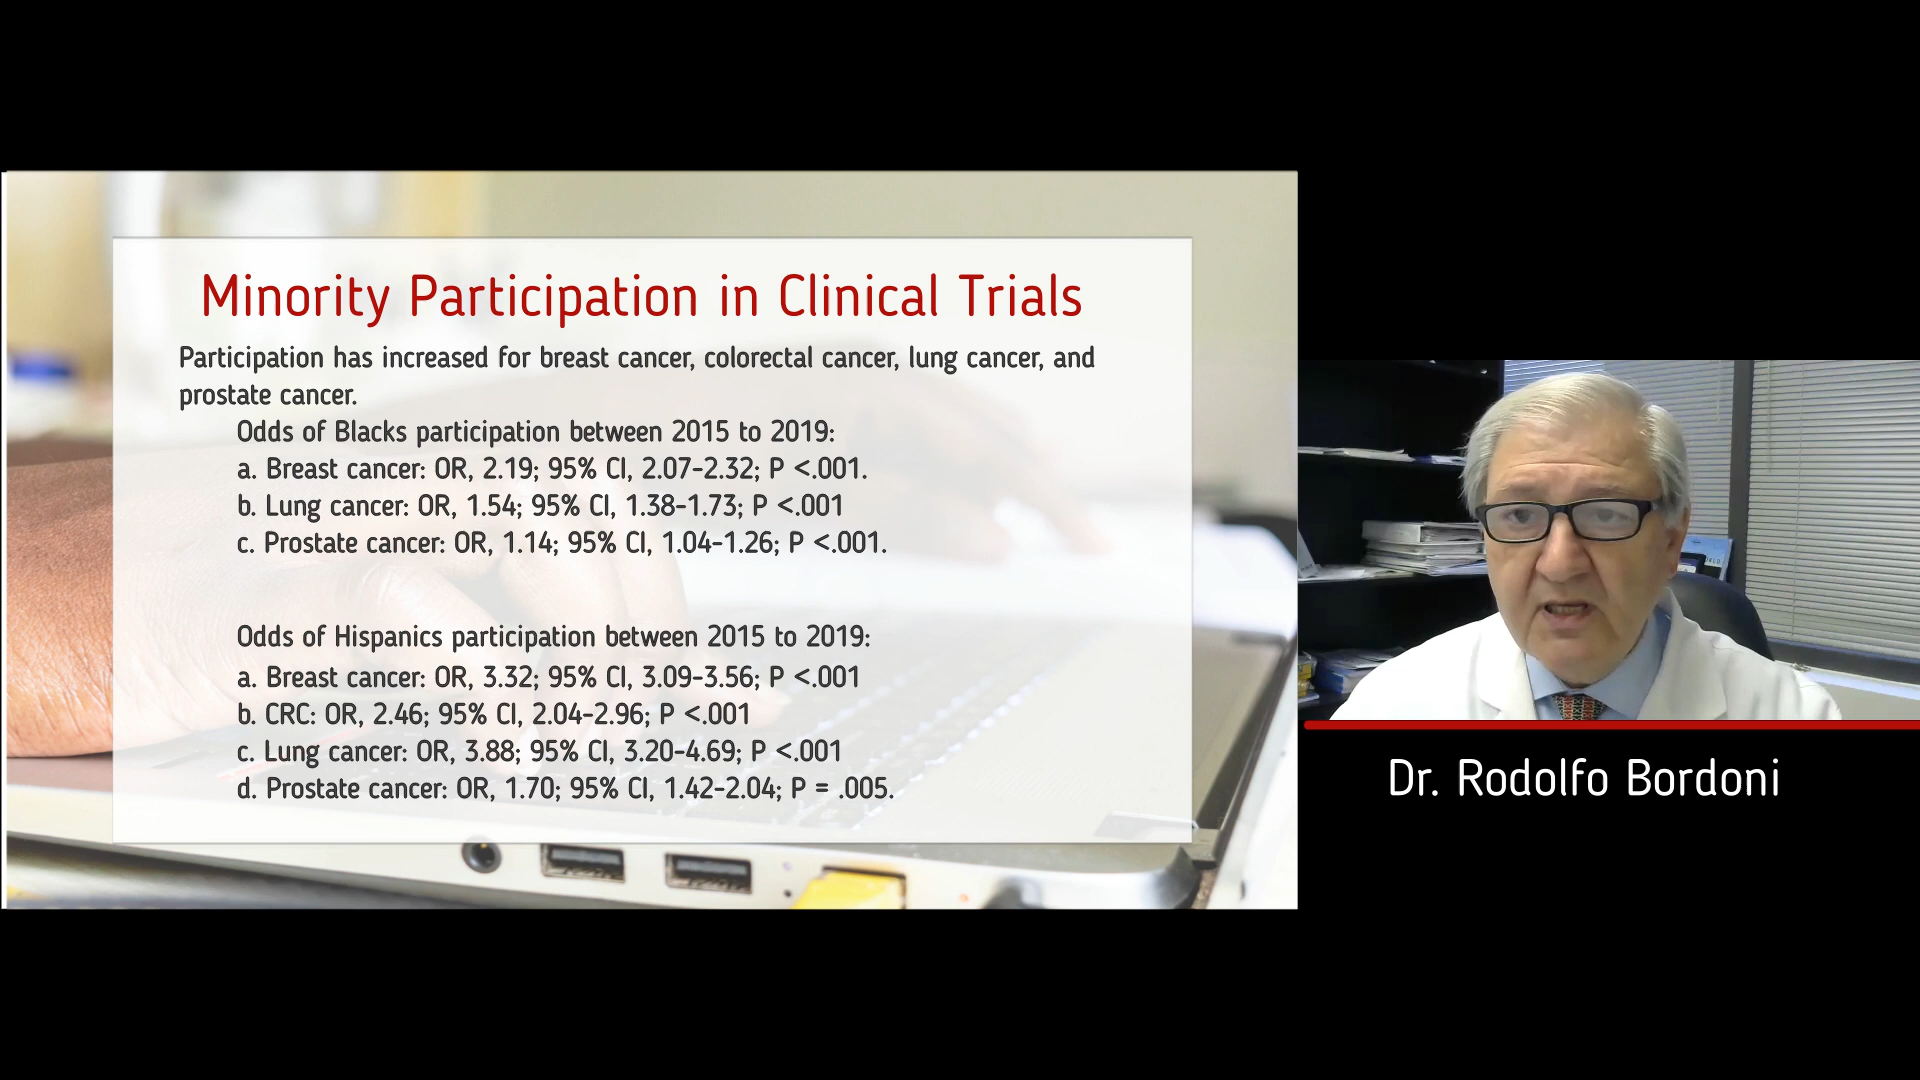 Minority Participation in Clinical Trials
Participation has increased for breast cancer, colorectal cancer, lung cancer, and
prostate cancer.
Odds of Blacks participation between 2015 to 2019:
a. Breast cancer: OR, 2.19; 95% CI, 2.07-2.32; P <.001.
b. Lung cancer: OR, 1.54; 95% CI, 1.38-1.73; P <.001
c. Prostate cancer: OR, 1.14; 95% CI, 1.04-1.26; P <.001.
Odds of Hispanics participation between 2015 to 2019:
a. Breast cancer: OR, 3.32; 95% CI, 3.09-3.56; P <.001
b. CRC: OR, 2.46; 95% CI, 2.04-2.96; P <.001
c. Lung cancer: OR, 3.88; 95% CI, 3.20-4.69; P <.001
d. Prostate cancer: OR, 1.70; 95% CI, 1.42-2.04; P = .005.
Dr. Rodolfo Bordoni